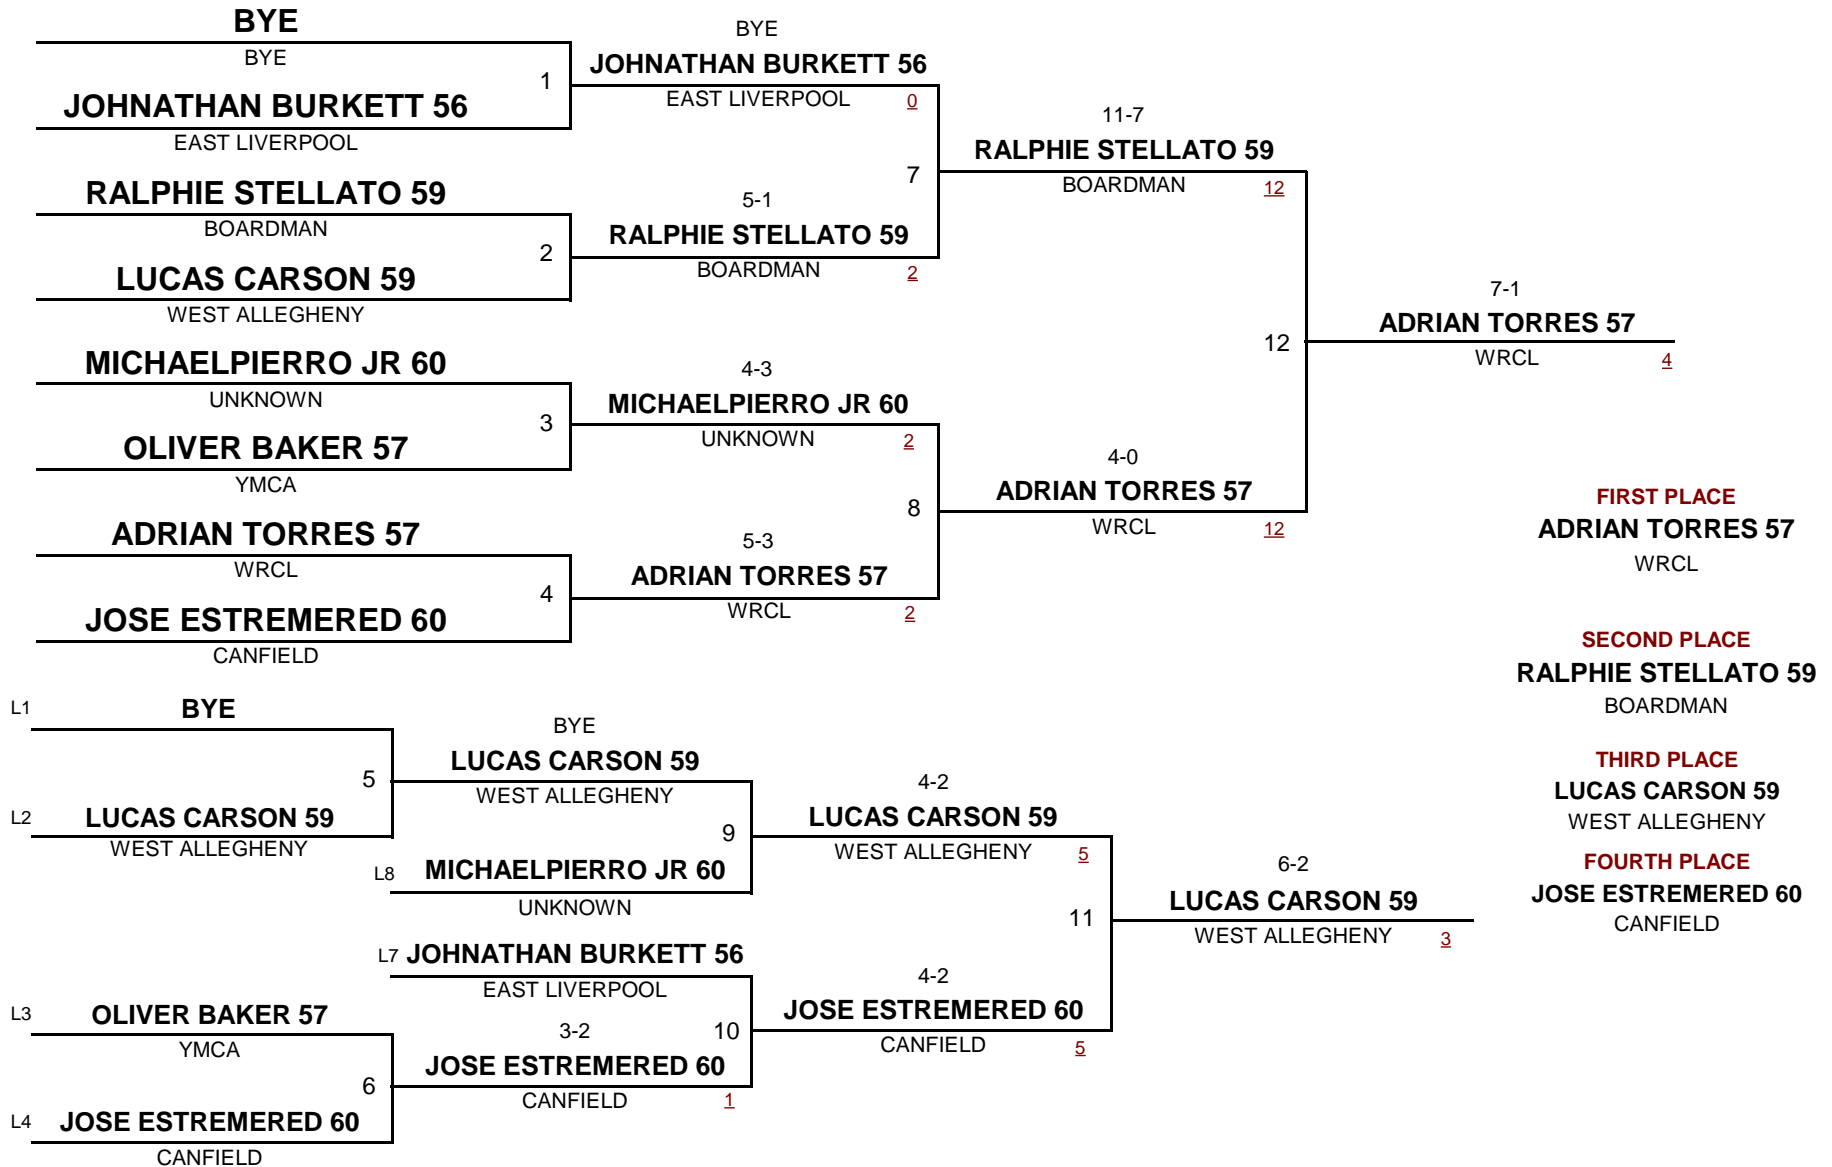 BYE
BYE
1
JOHNATHAN BURKETT 56
EAST LIVERPOOL
RALPHIE STELLATO 59
BOARDMAN
2
LUCAS CARSON 59
WEST ALLEGHENY
MICHAELPIERRO JR 60
UNKNOWN
3
OLIVER BAKER 57
YMCA
ADRIAN TORRES 57
WRCL
4
JOSE ESTREMERED 60
CANFIELD
BYE
JOHNATHAN BURKETT 56
EAST LIVERPOOL 0
7
5-1
RALPHIE STELLATO 59
BOARDMAN 2
4-3
MICHAELPIERRO JR 60
UNKNOWN 2
8
5-3
ADRIAN TORRES 57
WRCL 2
11-7
RALPHIE STELLATO 59
BOARDMAN 12
12
4-0
ADRIAN TORRES 57
WRCL 12
7-1
ADRIAN TORRES 57
WRCL 4
FIRST PLACE
ADRIAN TORRES 57
WRCL
SECOND PLACE
RALPHIE STELLATO 59
BOARDMAN
THIRD PLACE
LUCAS CARSON 59
WEST ALLEGHENY
FOURTH PLACE
JOSE ESTREMERED 60
CANFIELD
L1 BYE
5
L2 LUCAS CARSON 59
WEST ALLEGHENY
L3 OLIVER BAKER 57
YMCA
6
L4 JOSE ESTREMERED 60
CANFIELD
BYE
LUCAS CARSON 59
WEST ALLEGHENY
9
L8 MICHAELPIERRO JR 60
UNKNOWN
L7 JOHNATHAN BURKETT 56
EAST LIVERPOOL
3-2 10
JOSE ESTREMERED 60
CANFIELD 1
4-2
LUCAS CARSON 59
WEST ALLEGHENY 5
11
4-2
JOSE ESTREMERED 60
CANFIELD 5
6-2
LUCAS CARSON 59
WEST ALLEGHENY 3